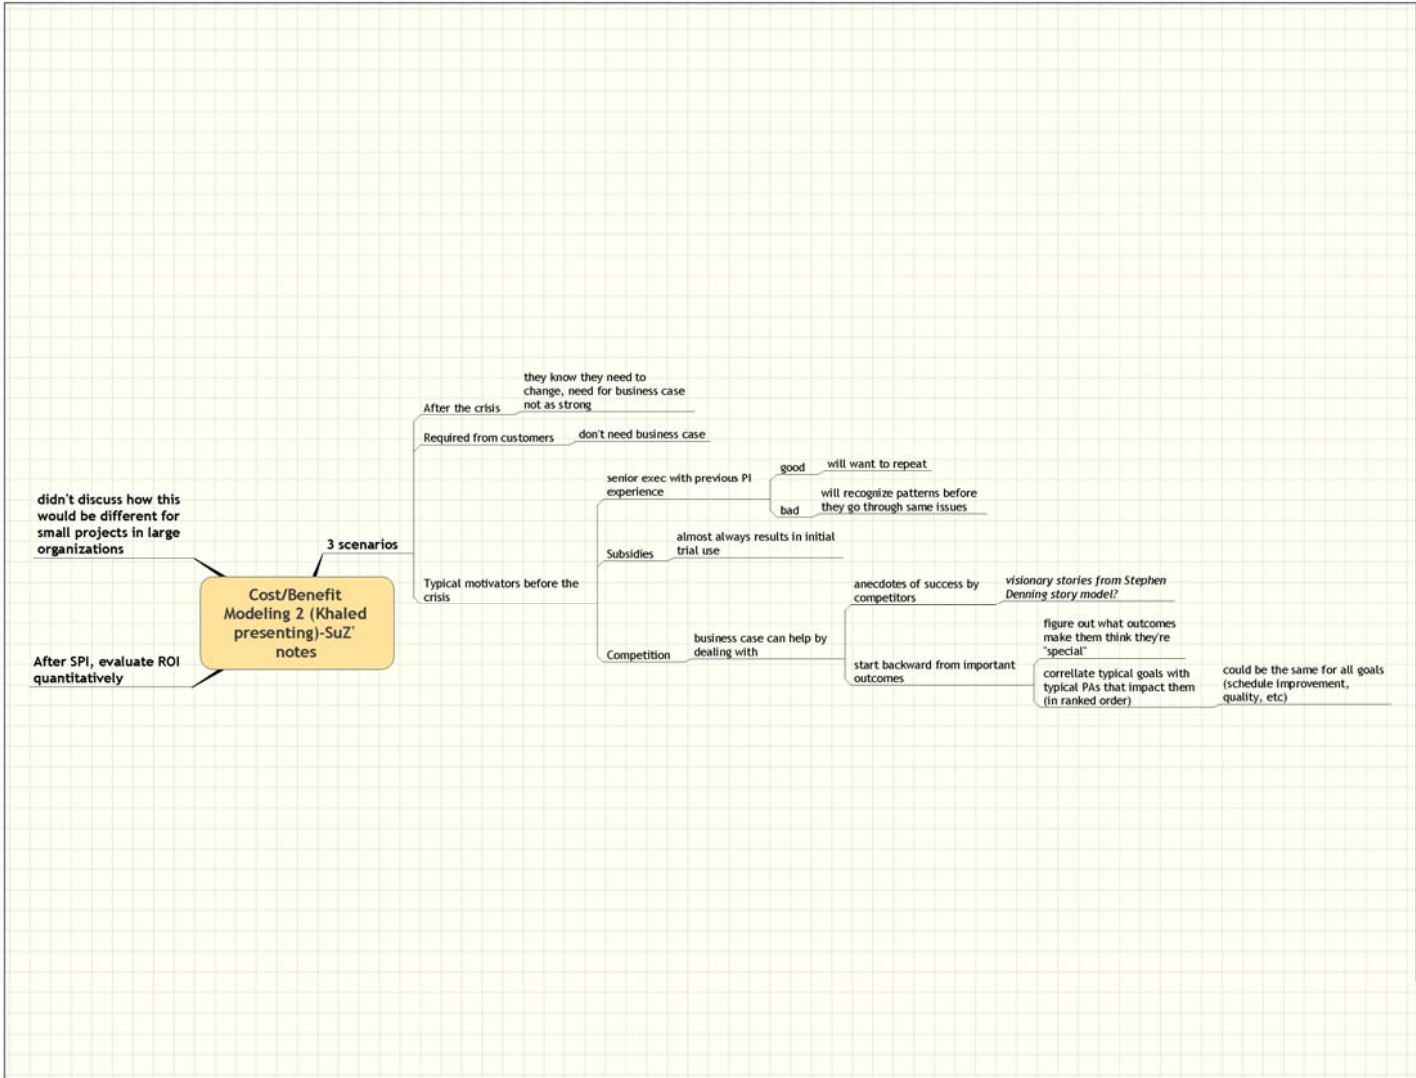 they know they need to
change, need for business case
not as strong
After the crisis
Required from customers
don't need business case
good
will want to repeat
senior exec with previous PI
experience
bad
will recognize patterns before
they go through same issues
didn't discuss how this
would be different for
small projects in large
organizations
3 scenarios
Subsidies
almost always results in initial
trial use
Typical motivators before the
crisis
anecdotes of success by
competitors
visionary stories from Stephen
Denning story model?
Cost/Benefit
Modeling 2 (Khaled
presenting)-SuZ'
notes
Competition
business case can help by
dealing with
figure out what outcomes
make them think they're
"special"
start backward from important
outcomes
correllate typical goals with
typical PAs that impact them
(in ranked order)
could be the same for all goals
(schedule improvement,
quality, etc)
After SPI, evaluate ROI
quantitatively